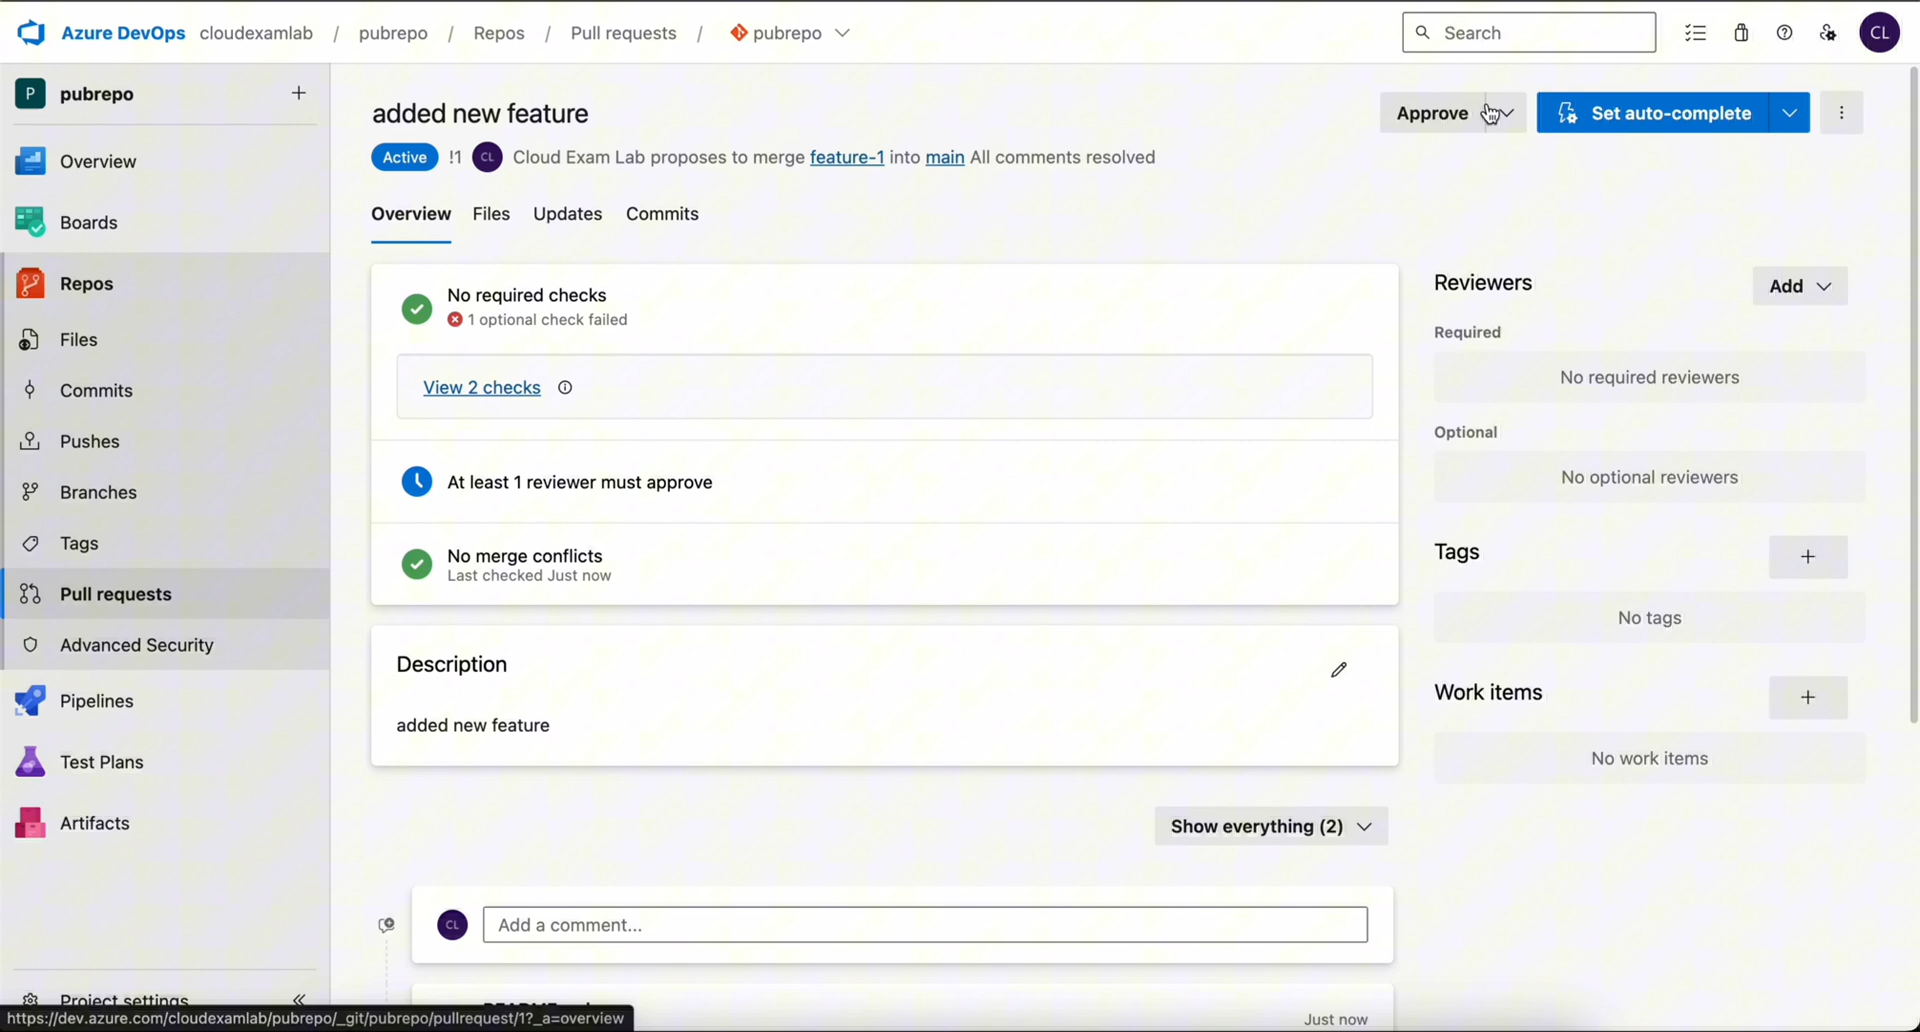 Azure DevOps cloudexamlab / pubrepo / Repos / Pull requests / pubrepo
Search
CL
P pubrepo
Overview
Boards
Repos
Files
Commits
Pushes
Branches
Tags
Pull requests
Advanced Security
Pipelines
Test Plans
Artifacts
Project settings
added new feature
Approve
Set auto-complete
Active !1 CL Cloud Exam Lab proposes to merge feature-1 into main All comments resolved
Overview Files Updates Commits
No required checks
1 optional check failed
View 2 checks
At least 1 reviewer must approve
No merge conflicts
Last checked Just now
Description
added new feature
Show everything (2)
CL Add a comment...
Just now
Reviewers
Add
Required
No required reviewers
Optional
No optional reviewers
Tags
No tags
Work items
No work items
https://dev.azure.com/cloudexamlab/pubrepo/_git/pubrepo/pullrequest/1?_a=overview